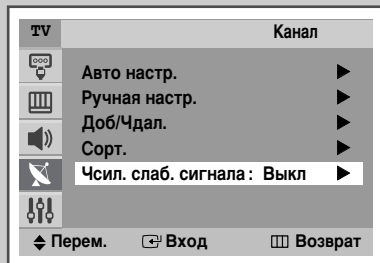 TV Канал
Авто настр.
Ручная настр.
Доб/Чдал.
Сорт.
Чсил. слаб. сигнала : Выкл
Перем. Вход Возврат